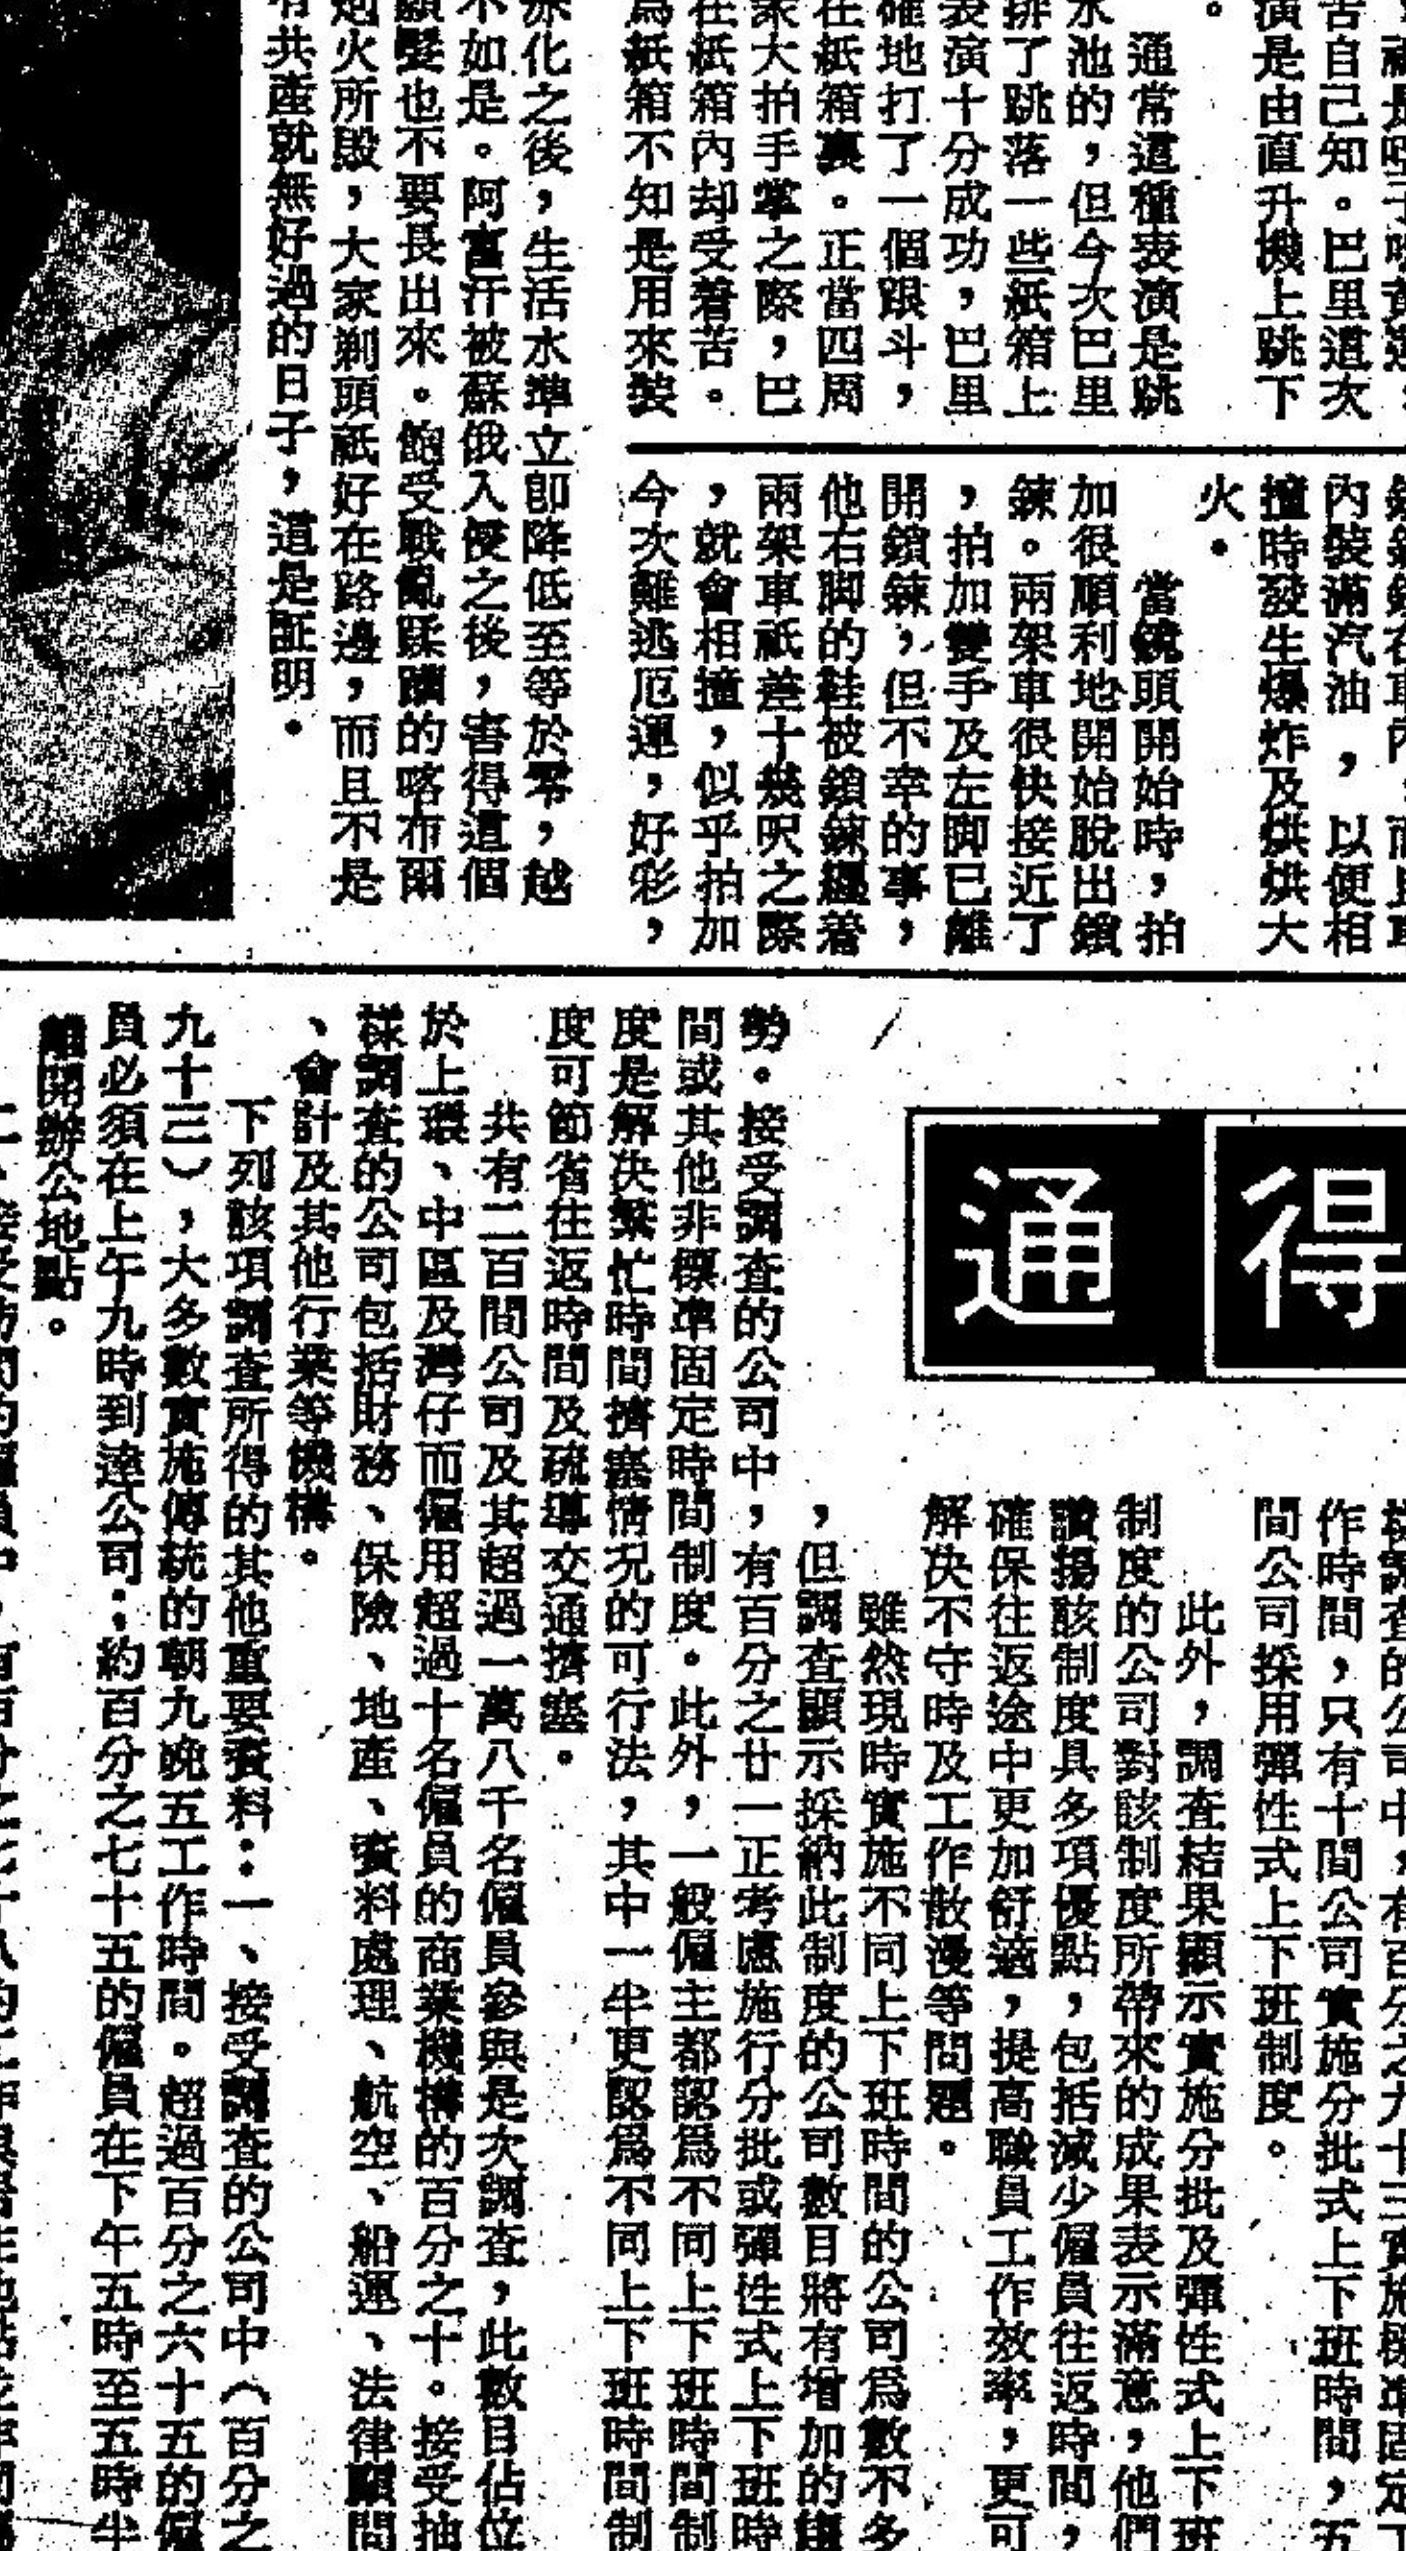 苦自己知。巴里這次
演是由直升機上跳下
。
通常這種表演是跳
水池的，但今次巴里
排了跳落一些紙箱上
表演十分成功，巴里
確地打了一個跟斗，
在紙箱裏。正當四周
家大拍手掌之際，巴
在紙箱內却受着苦。
爲紙箱不知是用來裝
內裝滿汽油，以便相
撞時發生爆炸及烘烘大
火．
當鏡頭開始時，拍
加很順利地開始脫出鎖
鍊。兩架車很快接近了
，拍加雙手及左脚已離
開鎖鍊，但不幸的事，
他右脚的鞋被鎖鍊纒着
兩架車祇差十幾呎之際
，就會相撞，似乎拍加
今次難逃厄運，好彩，
深化之後，生活水準立卽降低至等於零，越
不如是。阿富汗被蘇俄入侵之後，害得這個
顯髮也不要長出來。飽受戰亂蹂躪的喀布爾
炮火所毀，大家剃頭祇好在路邊，而且不是
有共產就無好過的日子，這是証明．
得通
作時間，只有十間公司實施分批式上下班時間，五
間公司採用彈性式上下班制度。
此外，調查結果顯示實施分批及彈性式上下班
制度的公司對該制度所帶來的成果表示滿意，他們
讚揚該制度具多項優點，包括減少僱員往返時間，
確保往返途中更加舒適，提高職員工作效率，更可
解決不守時及工作散漫等問題。
雖然現時實施不同上下班時間的公司爲數不多
，但調查顯示採納此制度的公司數目將有增加的趨
勢。接受調查的公司中，有百分之廿一正考慮施行分批或彈性式上下班時
間或其他非標準固定時間制度。此外，一般僱主都認爲不同上下班時間制
度是解決繁忙時間擠塞情況的可行法，其中一半更認爲不同上下班時間制
度可節省往返時間及疏導交通擠塞。
共有二百間公司及其超過一萬八千名僱員參與是次調查，此數目佔位
於上環、中區及灣仔而僱用超過十名僱員的商業機構的百分之十。接受抽
樣調查的公司包括財務、保險、地產、資料處理、航空、船運、法律顧問
、會計及其他行業等機構。
下列該項調查所得的其他重要資料：一、接受調查的公司中（百分之
九十三），大多數實施傳統的朝九晚五工作時間。超過百分之六十五的僱
員必須在上午九時到達公司；約百分之七十五的僱員在下午五時至五時半
離開辦公地點。